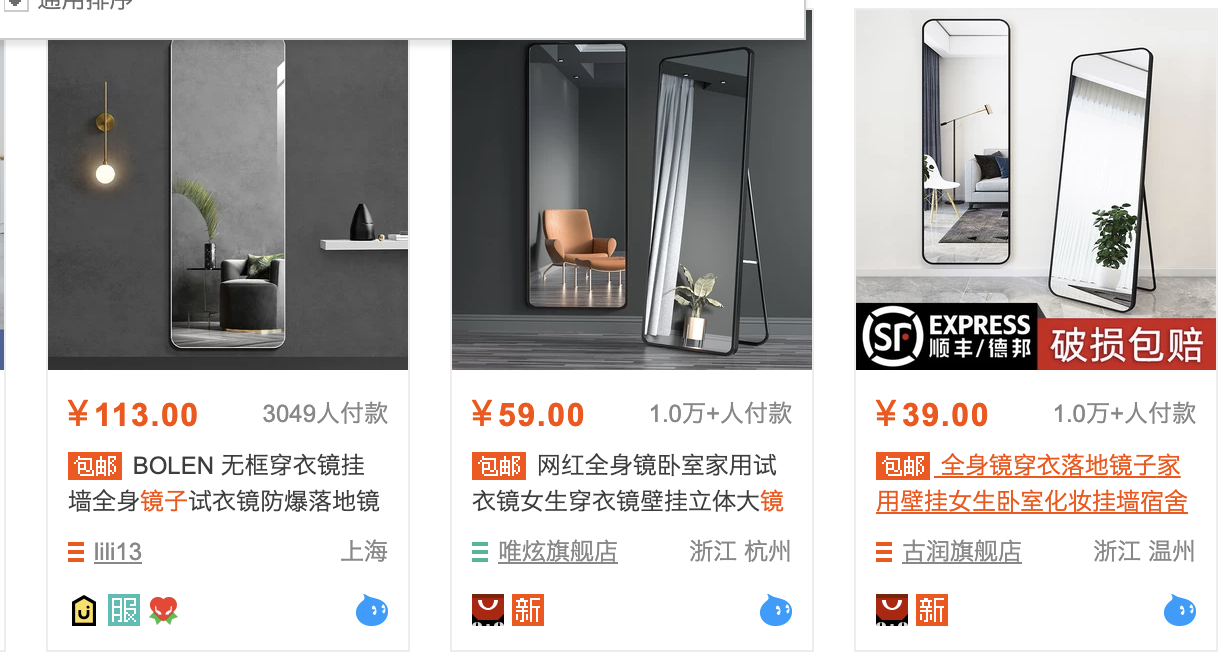 通用排序
EXPRESS
顺丰/德邦
破损包赔
SF
¥113.00 3049人付款
包邮 BOLEN 无框穿衣镜挂
墙全身镜子试衣镜防爆落地镜
lili13 上海
服
¥59.00 1.0万+人付款
包邮 网红全身镜卧室家用试
衣镜女生穿衣镜壁挂立体大镜
唯炫旗舰店 浙江 杭州
新
¥39.00 1.0万+人付款
包邮 全身镜穿衣落地镜子家
用壁挂女生卧室化妆挂墙宿舍
古润旗舰店 浙江 温州
新